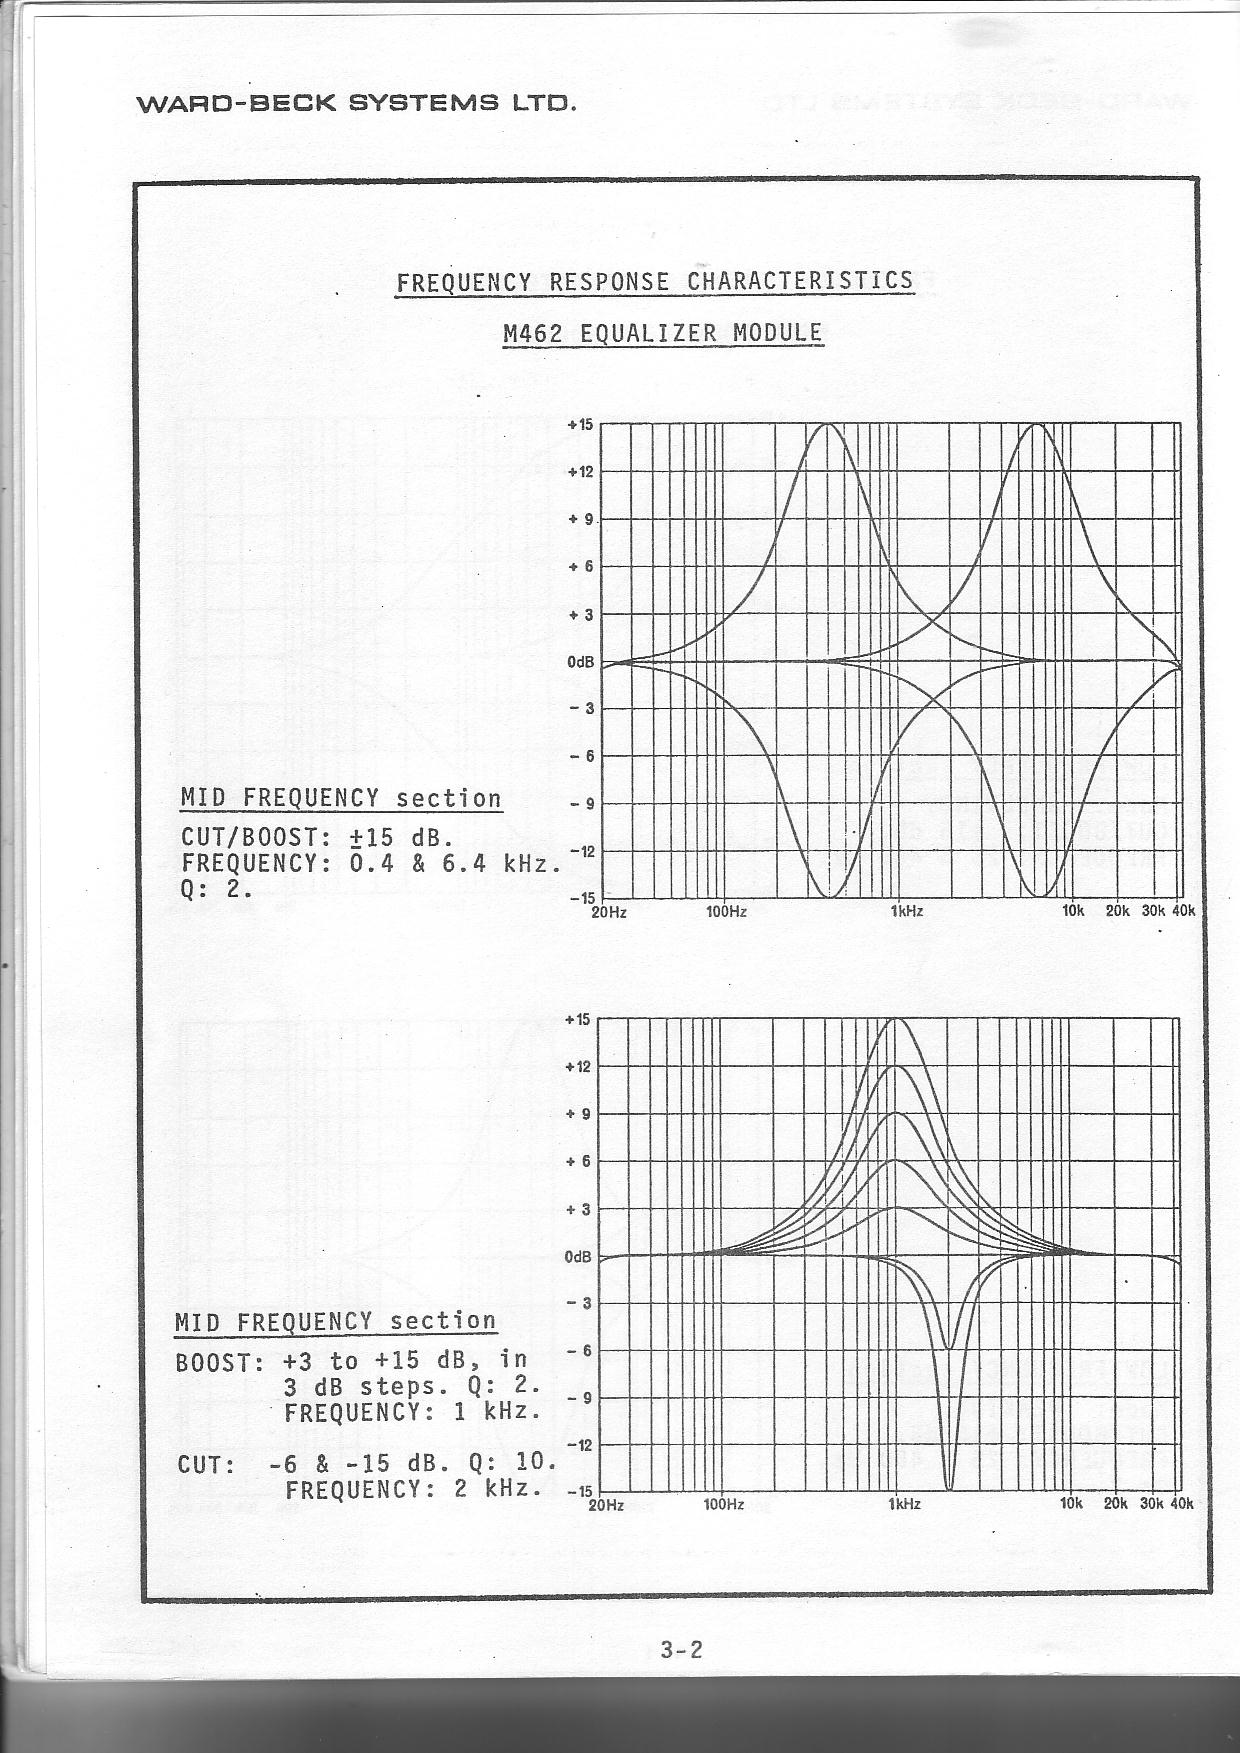 WARD-BECK SYSTEMS LTD.
FREQUENCY RESPONSE CHARACTERISTICS
M462 EQUALIZER MODULE
+15
+12
+ 9
+ 6
+ 3
0dB
- 3
- 6
- 9
-12
-15
20Hz 100Hz 1kHz 10k 20k 30k 40k
MID FREQUENCY section
CUT/BOOST: ±15 dB.
FREQUENCY: 0.4 & 6.4 kHz.
Q: 2.
+15
+12
+ 9
+ 6
+ 3
0dB
- 3
- 6
- 9
-12
-15
20Hz 100Hz 1kHz 10k 20k 30k 40k
MID FREQUENCY section
BOOST: +3 to +15 dB, in
3 dB steps. Q: 2.
FREQUENCY: 1 kHz.
CUT: -6 & -15 dB. Q: 10.
FREQUENCY: 2 kHz.
3-2